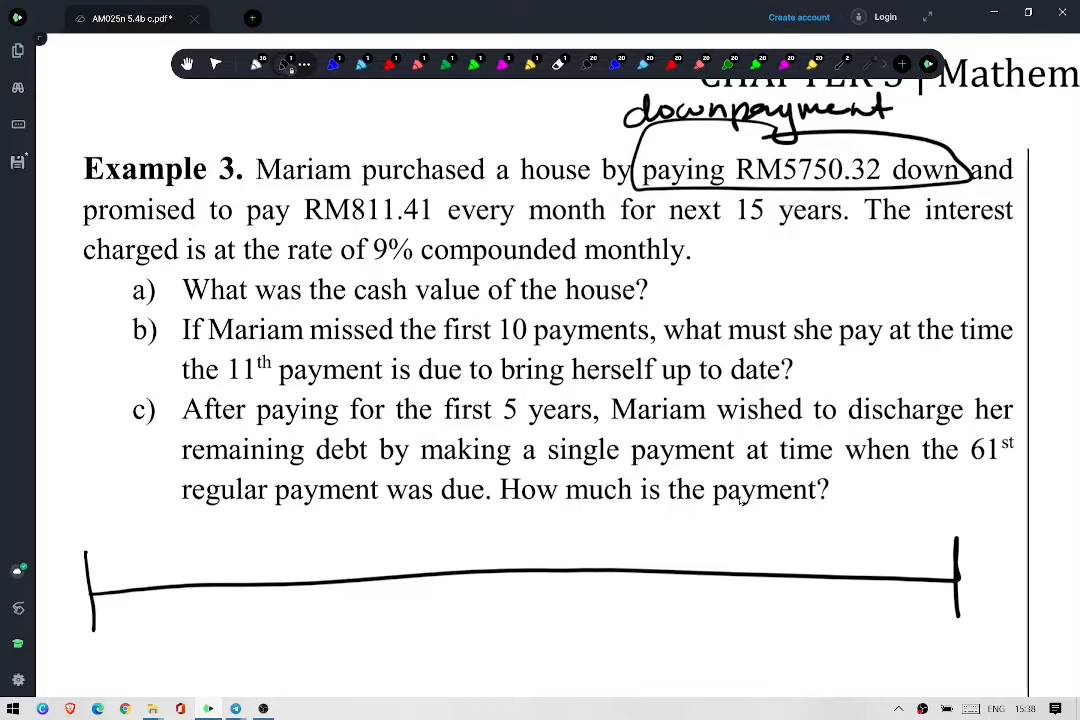 AM025n 5.4b c.pdf*
Create account
Login
| Mathem
downpayment
Example 3. Mariam purchased a house by paying RM5750.32 down and
promised to pay RM811.41 every month for next 15 years. The interest
charged is at the rate of 9% compounded monthly.
a) What was the cash value of the house?
b) If Mariam missed the first 10 payments, what must she pay at the time
the 11th payment is due to bring herself up to date?
c) After paying for the first 5 years, Mariam wished to discharge her
remaining debt by making a single payment at time when the 61st
regular payment was due. How much is the payment?
ENG 15:38